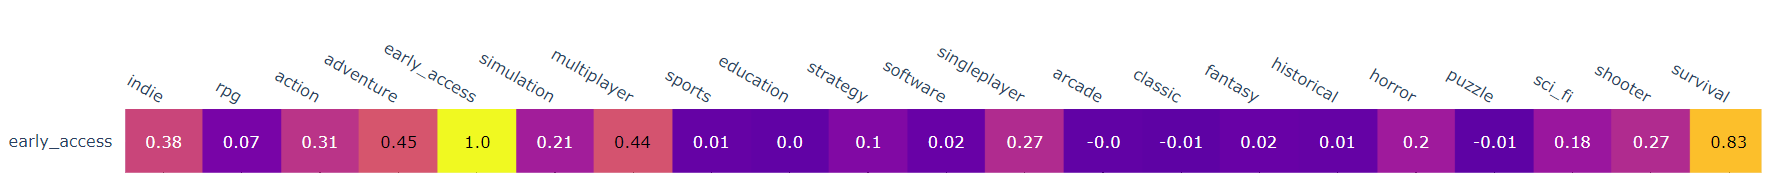 indie rpg action adventure early_access simulation multiplayer sports education strategy software singleplayer arcade classic fantasy historical horror puzzle sci_fi shooter survival
early_access 0.38 0.07 0.31 0.45 1.0 0.21 0.44 0.01 0.0 0.1 0.02 0.27 -0.0 -0.01 0.02 0.01 0.2 -0.01 0.18 0.27 0.83